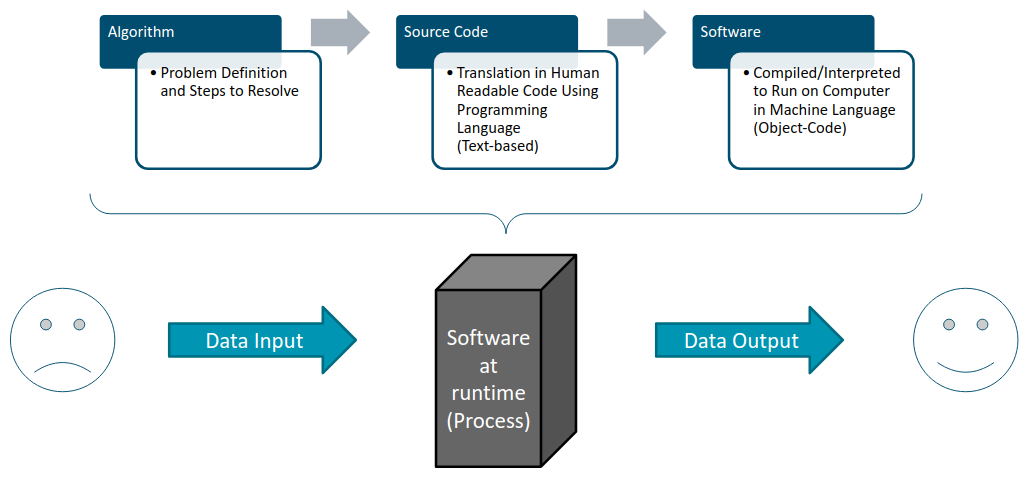 Algorithm
• Problem Definition
and Steps to Resolve
Source Code
• Translation in Human
Readable Code Using
Programming
Language
(Text-based)
Software
• Compiled/Interpreted
to Run on Computer
in Machine Language
(Object-Code)
Data Input
Software
at
runtime
(Process)
Data Output